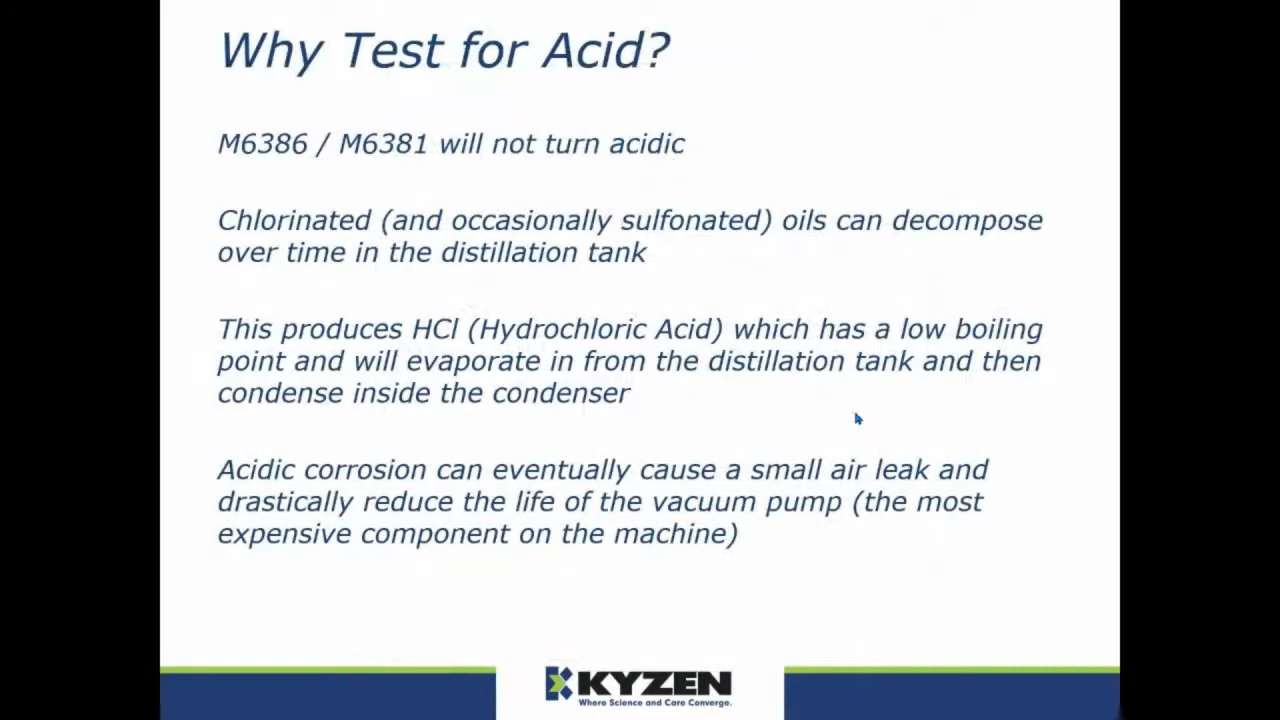 Why Test for Acid?
M6386 / M6381 will not turn acidic
Chlorinated (and occasionally sulfonated) oils can decompose
over time in the distillation tank
This produces HCl (Hydrochloric Acid) which has a low boiling
point and will evaporate in from the distillation tank and then
condense inside the condenser
Acidic corrosion can eventually cause a small air leak and
drastically reduce the life of the vacuum pump (the most
expensive component on the machine)
KYZEN
Where Science and Care Converge.